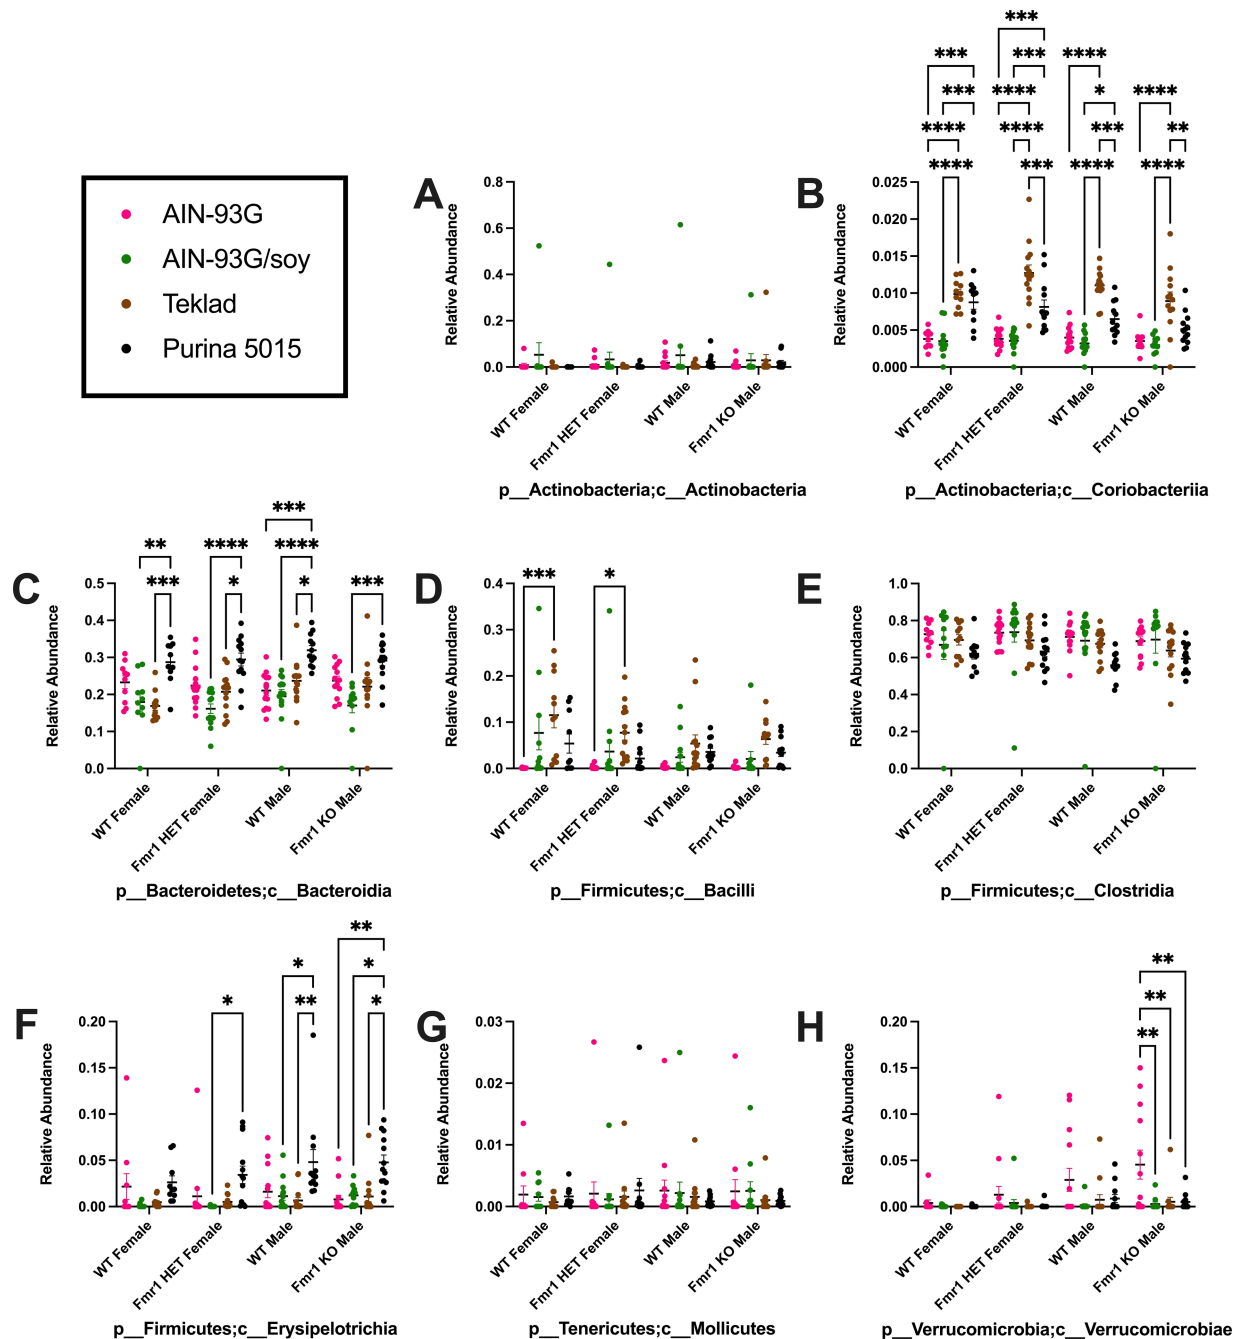 AIN-93G
AIN-93G/soy
Teklad
Purina 5015
A
Relative Abundance
0.8
0.6
0.4
0.2
0.0
WT Female
Fmr1 HET Female
WT Male
Fmr1 KO Male
p__Actinobacteria;c__Actinobacteria
B
***
*** **** ****
*** *** * ****
**** **** *** **
**** *** **** ****
Relative Abundance
0.025
0.020
0.015
0.010
0.005
0.000
WT Female
Fmr1 HET Female
WT Male
Fmr1 KO Male
p__Actinobacteria;c__Coriobacteriia
C
***
** **** ****
*** * * ***
Relative Abundance
0.5
0.4
0.3
0.2
0.1
0.0
WT Female
Fmr1 HET Female
WT Male
Fmr1 KO Male
p__Bacteroidetes;c__Bacteroidia
D
*** *
Relative Abundance
0.4
0.3
0.2
0.1
0.0
WT Female
Fmr1 HET Female
WT Male
Fmr1 KO Male
p__Firmicutes;c__Bacilli
E
Relative Abundance
1.0
0.8
0.6
0.4
0.2
0.0
WT Female
Fmr1 HET Female
WT Male
Fmr1 KO Male
p__Firmicutes;c__Clostridia
F
**
* *
* ** *
Relative Abundance
0.20
0.15
0.10
0.05
0.00
WT Female
Fmr1 HET Female
WT Male
Fmr1 KO Male
p__Firmicutes;c__Erysipelotrichia
G
Relative Abundance
0.03
0.02
0.01
0.00
WT Female
Fmr1 HET Female
WT Male
Fmr1 KO Male
p__Tenericutes;c__Mollicutes
H
**
**
**
Relative Abundance
0.20
0.15
0.10
0.05
0.00
WT Female
Fmr1 HET Female
WT Male
Fmr1 KO Male
p__Verrucomicrobia;c__Verrucomicrobiae